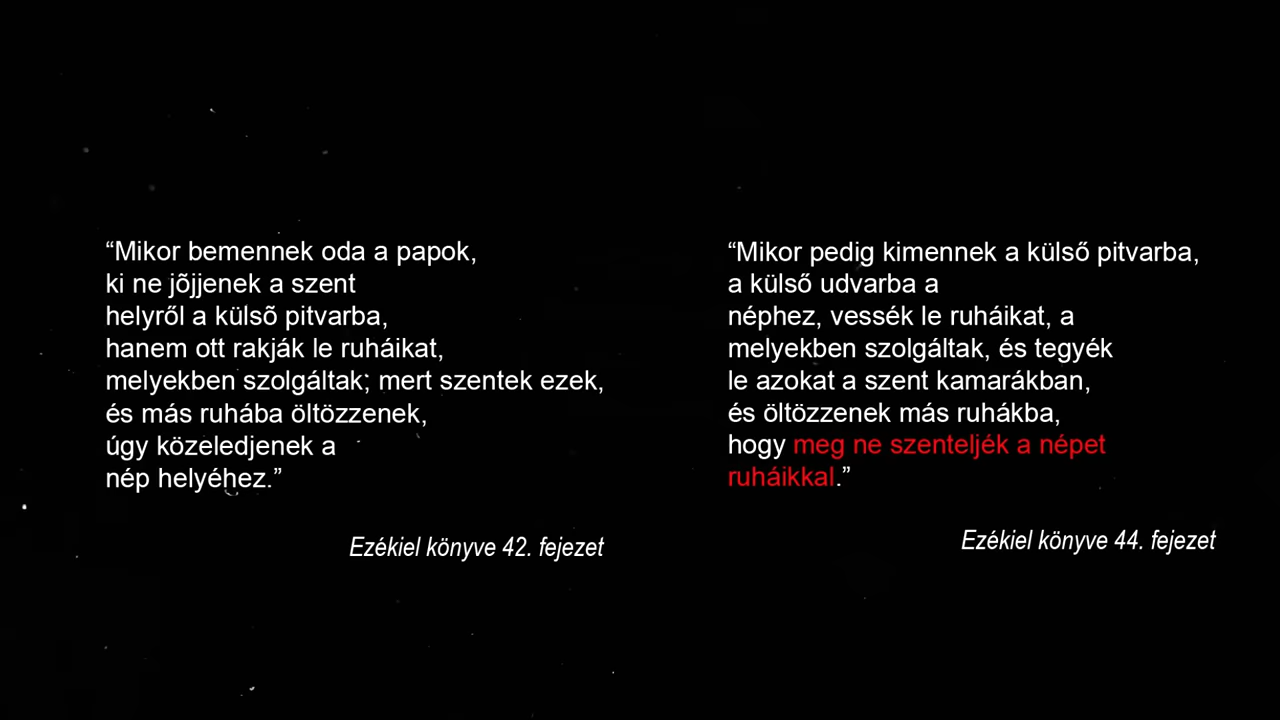 “Mikor bemennek oda a papok,
ki ne jõjjenek a szent
helyről a külsõ pitvarba,
hanem ott rakják le ruháikat,
melyekben szolgáltak; mert szentek ezek,
és más ruhába öltözzenek,
úgy közeledjenek a
nép helyéhez.”
Ezékiel könyve 42. fejezet
“Mikor pedig kimennek a külső pitvarba,
a külső udvarba a
néphez, vessék le ruháikat, a
melyekben szolgáltak, és tegyék
le azokat a szent kamarákban,
és öltözzenek más ruhákba,
hogy meg ne szenteljék a népet
ruháikkal.”
Ezékiel könyve 44. fejezet